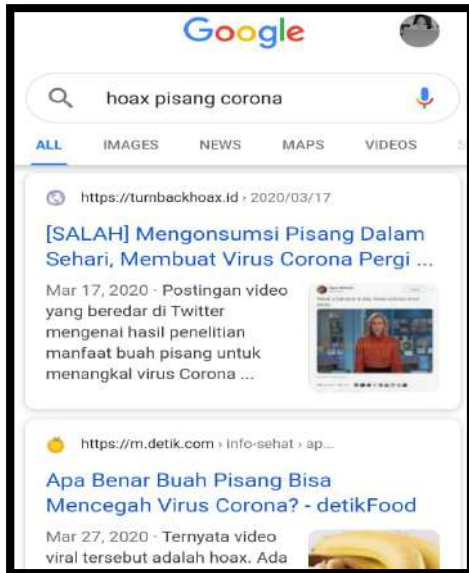 Google
hoax pisang corona
ALL IMAGES NEWS MAPS VIDEOS
https://turnbackhoax.id › 2020/03/17
[SALAH] Mengonsumsi Pisang Dalam
Sehari, Membuat Virus Corona Pergi ...
Mar 17, 2020 · Postingan video
yang beredar di Twitter
mengenai hasil penelitian
manfaat buah pisang untuk
menangkal virus Corona ...
https://m.detik.com › info-sehat › ap...
Apa Benar Buah Pisang Bisa
Mencegah Virus Corona? - detikFood
Mar 27, 2020 · Ternyata video
viral tersebut adalah hoax. Ada